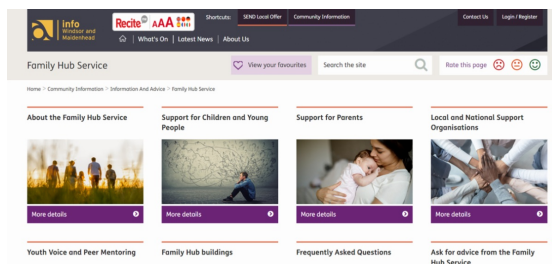 info
Windsor and
Maidenhead
Recite
AAA
Shortcuts:
SEND Local Offer
Community Information
Contact Us
Login / Register
What's On | Latest News | About Us
Family Hub Service
View your favourites
Search the site
Rate this page
Home > Community Information > Information And Advice > Family Hub Service
About the Family Hub Service
Support for Children and Young
People
Support for Parents
Local and National Support
Organisations
More details
More details
More details
More details
Youth Voice and Peer Mentoring
Family Hub buildings
Frequently Asked Questions
Ask for advice from the Family
Hub Service